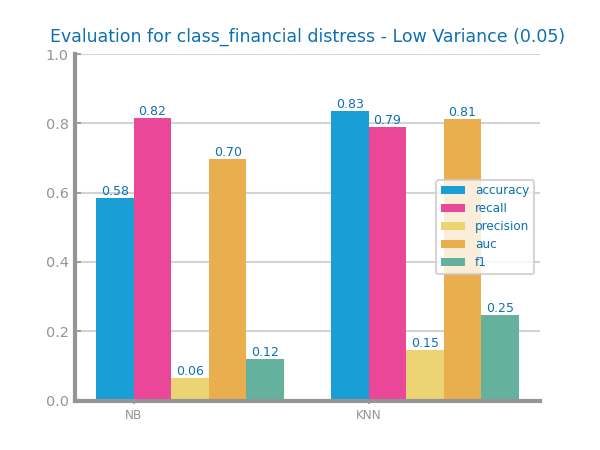 Evaluation for class_financial distress - Low Variance (0.05)
1.0
0.8
0.6
0.4
0.2
0.0
0.58
0.82
0.06
0.70
0.12
0.83
0.79
0.15
0.81
0.25
accuracy
recall
precision
auc
f1
NB
KNN